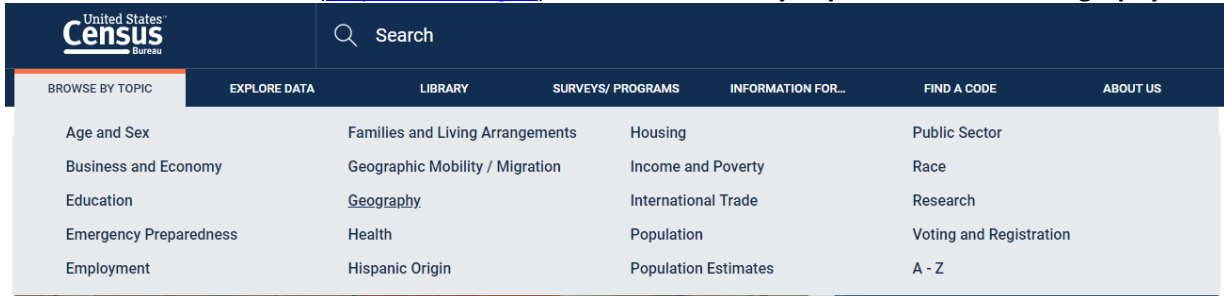 United States™
Census
Bureau
Search
BROWSE BY TOPIC EXPLORE DATA LIBRARY SURVEYS/ PROGRAMS INFORMATION FOR... FIND A CODE ABOUT US
Age and Sex Families and Living Arrangements Housing Public Sector
Business and Economy Geographic Mobility / Migration Income and Poverty Race
Education Geography International Trade Research
Emergency Preparedness Health Population Voting and Registration
Employment Hispanic Origin Population Estimates A - Z